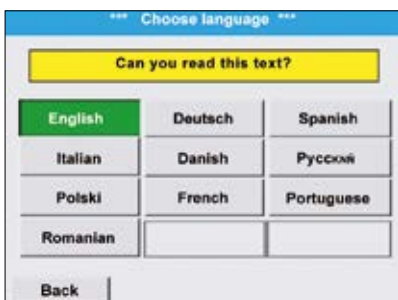 *** Choose language ***
Can you read this text?
English Deutsch Spanish
Italian Danish Русский
Polski French Portuguese
Romanian
Back